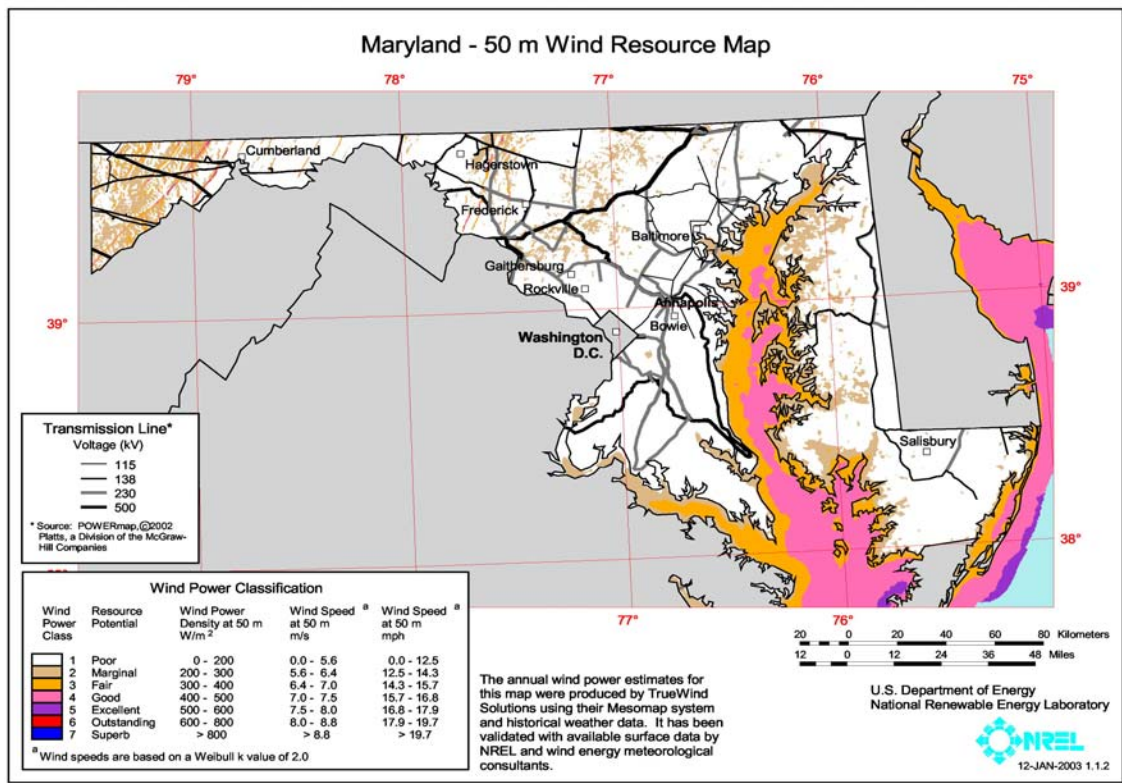 Maryland - 50 m Wind Resource Map
79° 78° 77° 76° 75°
Cumberland
Hagerstown
Frederick
Baltimore
Gaithersburg
Rockville
39° 39°
Annapolis
Bowie
Washington
D.C.
Salisbury
38°
77° 76°
Transmission Line*
Voltage (kV)
115
138
230
500
* Source: POWERmap,©2002
Platts, a Division of the McGraw-
Hill Companies
Wind Power Classification
Wind Power Class Resource Potential Wind Power Density at 50 m W/m2 Wind Speed a at 50 m m/s Wind Speed a at 50 m mph
1 Poor 0 - 200 0.0 - 5.6 0.0 - 12.5
2 Marginal 200 - 300 5.6 - 6.4 12.5 - 14.3
3 Fair 300 - 400 6.4 - 7.0 14.3 - 15.7
4 Good 400 - 500 7.0 - 7.5 15.7 - 16.8
5 Excellent 500 - 600 7.5 - 8.0 16.8 - 17.9
6 Outstanding 600 - 800 8.0 - 8.8 17.9 - 19.7
7 Superb > 800 > 8.8 > 19.7
a Wind speeds are based on a Weibull k value of 2.0
The annual wind power estimates for
this map were produced by TrueWind
Solutions using their Mesomap system
and historical weather data. It has been
validated with available surface data by
NREL and wind energy meteorological
consultants.
20 0 20 40 60 80 Kilometers
12 0 12 24 36 48 Miles
U.S. Department of Energy
National Renewable Energy Laboratory
NREL
12-JAN-2003 1.1.2